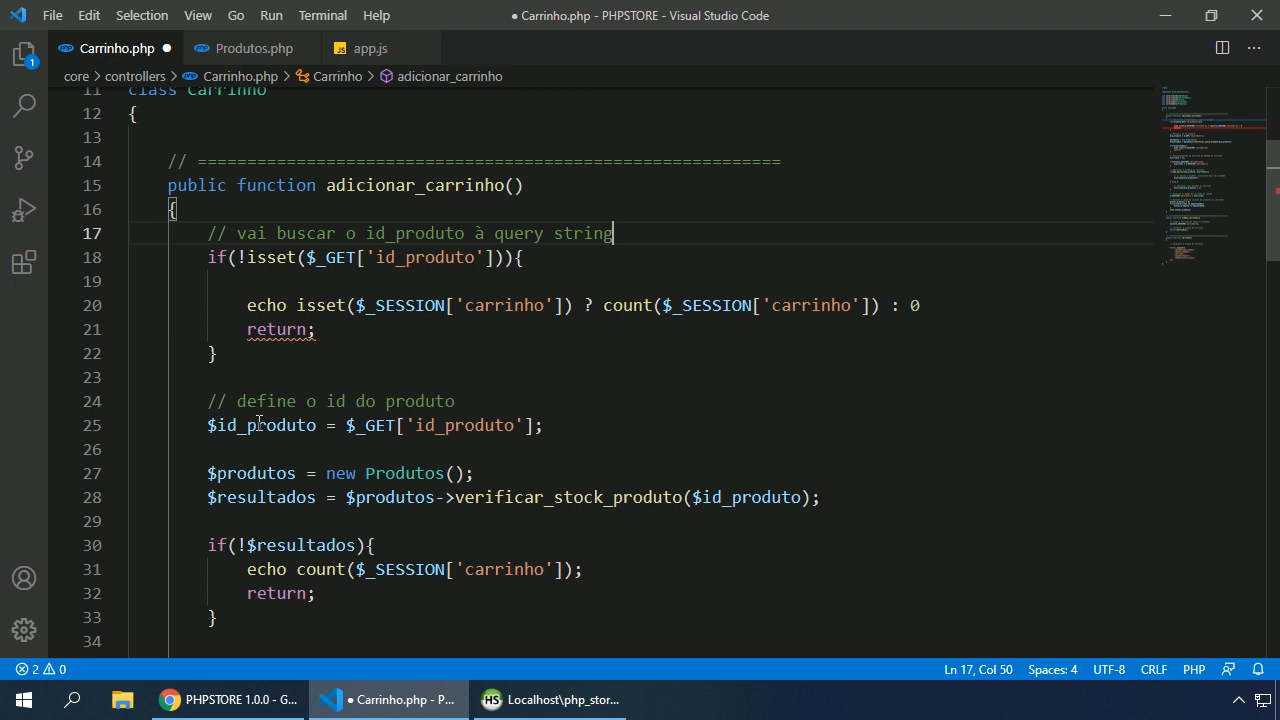 File Edit Selection View Go Run Terminal Help ● Carrinho.php - PHPSTORE - Visual Studio Code
php Carrinho.php ● php Produtos.php JS app.js
core > controllers > php Carrinho.php > Carrinho > adicionar_carrinho
1
11 class Carrinho
12 {
13
14 // ===========================================================
15 public function adicionar_carrinho()
16 {
17 // vai buscar o id_produto à query string
18 if(!isset($_GET['id_produto'])){
19
20 echo isset($_SESSION['carrinho']) ? count($_SESSION['carrinho']) : 0
21 return;
22 }
23
24 // define o id do produto
25 $id_produto = $_GET['id_produto'];
26
27 $produtos = new Produtos();
28 $resultados = $produtos->verificar_stock_produto($id_produto);
29
30 if(!$resultados){
31 echo count($_SESSION['carrinho']);
32 return;
33 }
34
2 0 Ln 17, Col 50 Spaces: 4 UTF-8 CRLF PHP
PHPSTORE 1.0.0 - G... ● Carrinho.php - P... HS Localhost\php_stor...